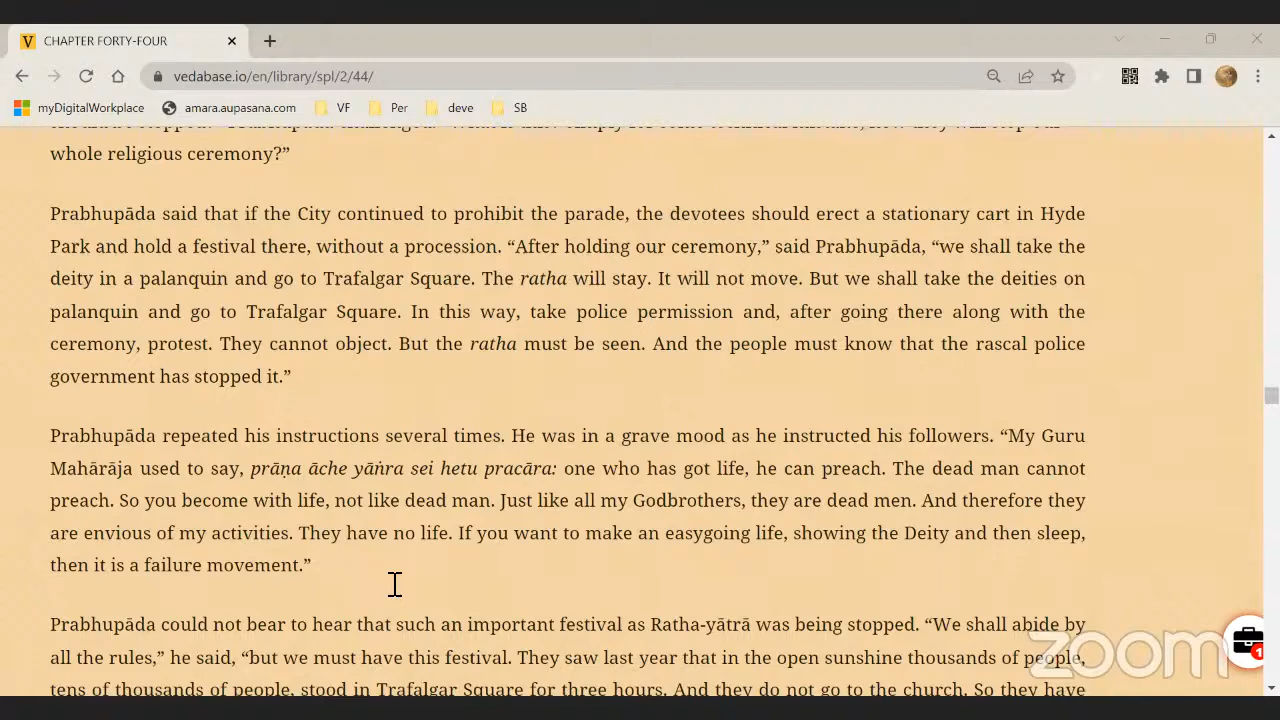 CHAPTER FORTY-FOUR
vedabase.io/en/library/spl/2/44/
myDigitalWorkplace
amara.aupasana.com
VF
Per
deve
SB
whole religious ceremony?”
Prabhupāda said that if the City continued to prohibit the parade, the devotees should erect a stationary cart in Hyde
Park and hold a festival there, without a procession. “After holding our ceremony,” said Prabhupāda, “we shall take the
deity in a palanquin and go to Trafalgar Square. The ratha will stay. It will not move. But we shall take the deities on
palanquin and go to Trafalgar Square. In this way, take police permission and, after going there along with the
ceremony, protest. They cannot object. But the ratha must be seen. And the people must know that the rascal police
government has stopped it.”
Prabhupāda repeated his instructions several times. He was in a grave mood as he instructed his followers. “My Guru
Mahārāja used to say, prāṇa āche yāṅra sei hetu pracāra: one who has got life, he can preach. The dead man cannot
preach. So you become with life, not like dead man. Just like all my Godbrothers, they are dead men. And therefore they
are envious of my activities. They have no life. If you want to make an easygoing life, showing the Deity and then sleep,
then it is a failure movement.”
Prabhupāda could not bear to hear that such an important festival as Ratha-yātrā was being stopped. “We shall abide by
all the rules,” he said, “but we must have this festival. They saw last year that in the open sunshine thousands of people,
tens of thousands of people, stood in Trafalgar Square for three hours. And they do not go to the church. So they have
zoom
1